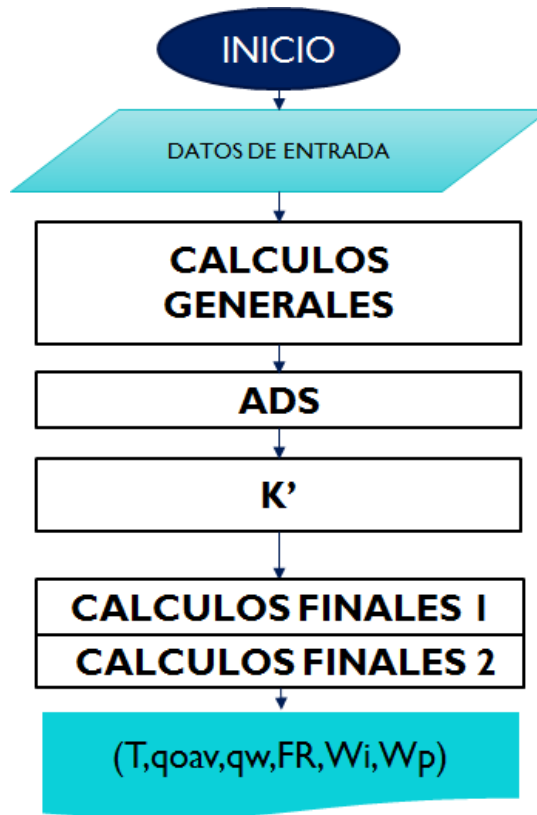 INICIO
DATOS DE ENTRADA
CALCULOS
GENERALES
ADS
K’
CALCULOS FINALES 1
CALCULOS FINALES 2
(T,qoav,qw,FR,Wi,Wp)